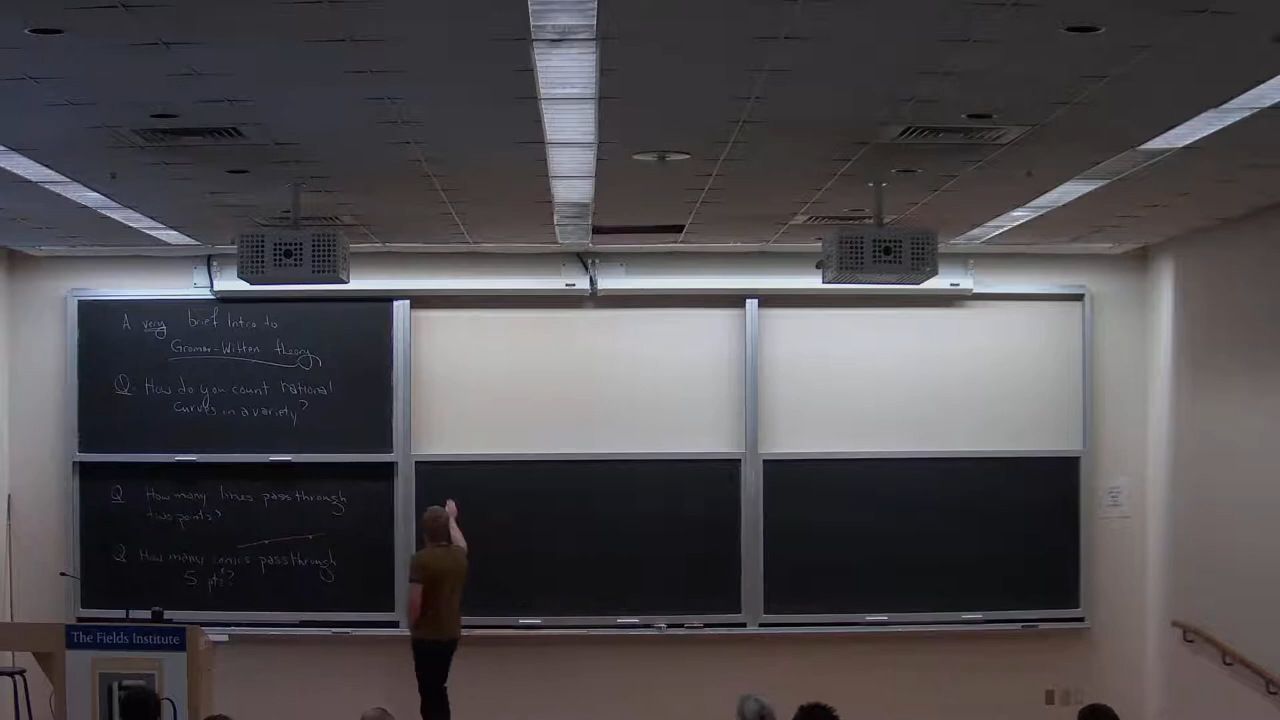 A very brief Intro to
Gromov-Witten theory
Q: How do you count rational
curves in a variety?
Q How many lines pass through
two points?
Q How many conics pass through
5 pts?
The Fields Institute